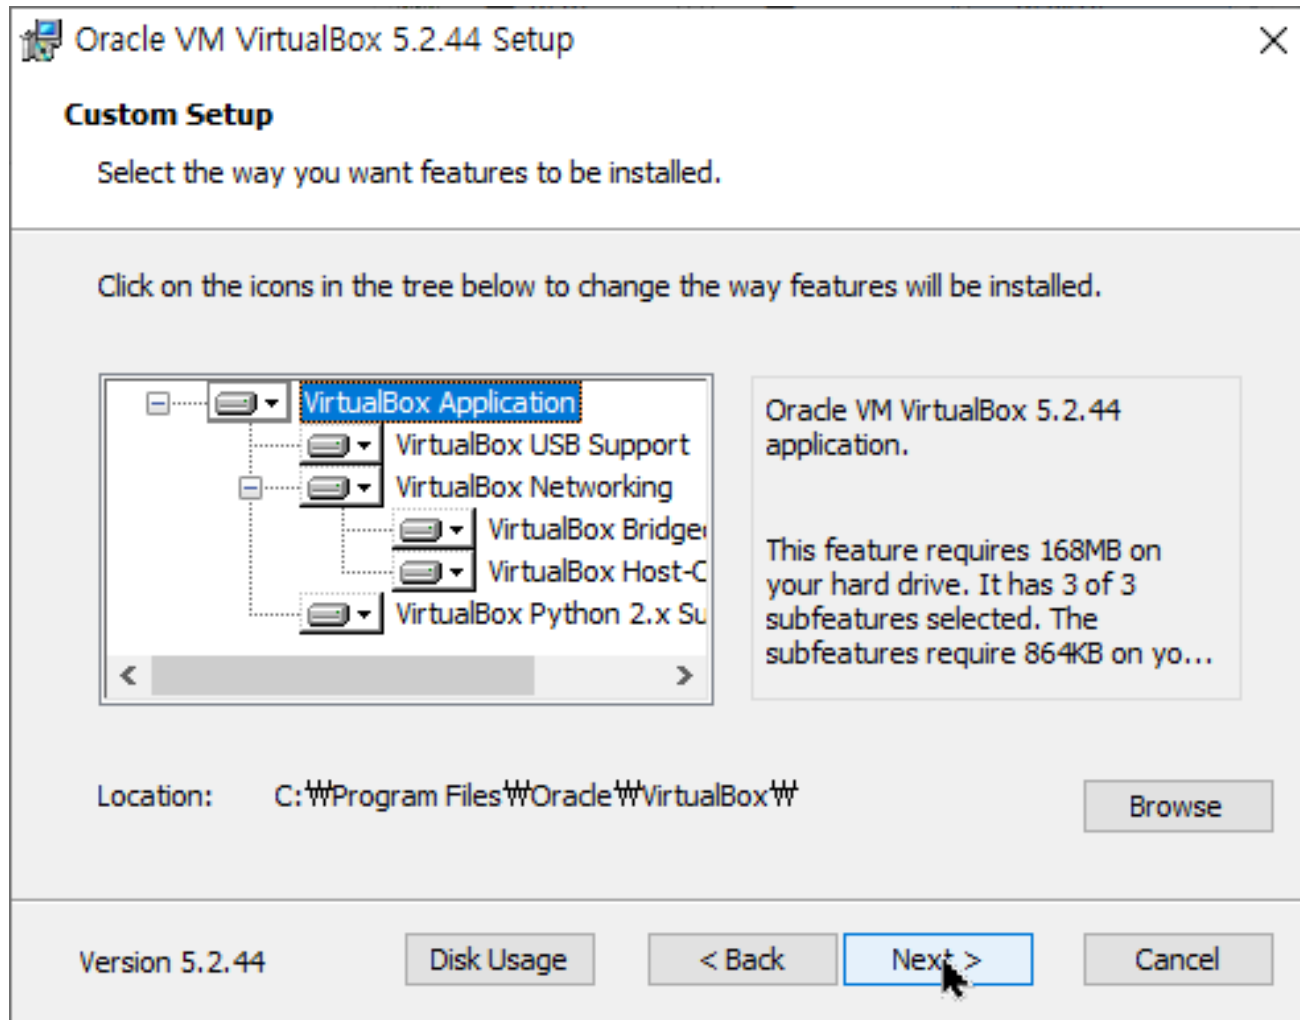 Oracle VM VirtualBox 5.2.44 Setup
Custom Setup
Select the way you want features to be installed.
Click on the icons in the tree below to change the way features will be installed.
VirtualBox Application
VirtualBox USB Support
VirtualBox Networking
VirtualBox Bridge
VirtualBox Host-C
VirtualBox Python 2.x Su
Oracle VM VirtualBox 5.2.44
application.
This feature requires 168MB on
your hard drive. It has 3 of 3
subfeatures selected. The
subfeatures require 864KB on yo...
Location: C:₩Program Files₩Oracle₩VirtualBox₩
Browse
Version 5.2.44
Disk Usage
< Back
Next >
Cancel